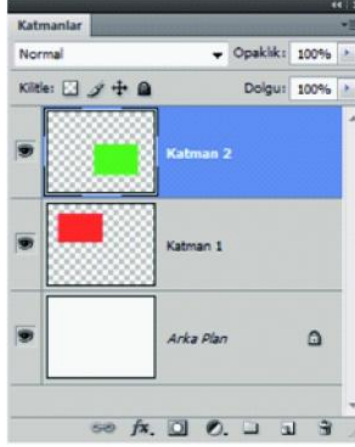 Katmanlar
Normal Opaklık: 100%
Kilitle: Dolgu: 100%
Katman 2
Katman 1
Arka Plan
fx.